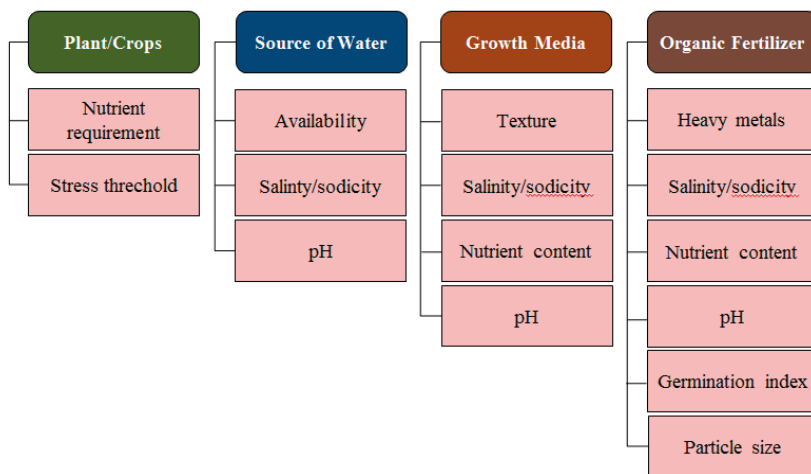 Plant/Crops
Nutrient
requirement
Stress threchold
Source of Water
Availability
Salinty/sodicity
pH
Growth Media
Texture
Salinity/sodicity
Nutrient content
pH
Organic Fertilizer
Heavy metals
Salinity/sodicity
Nutrient content
pH
Germination index
Particle size